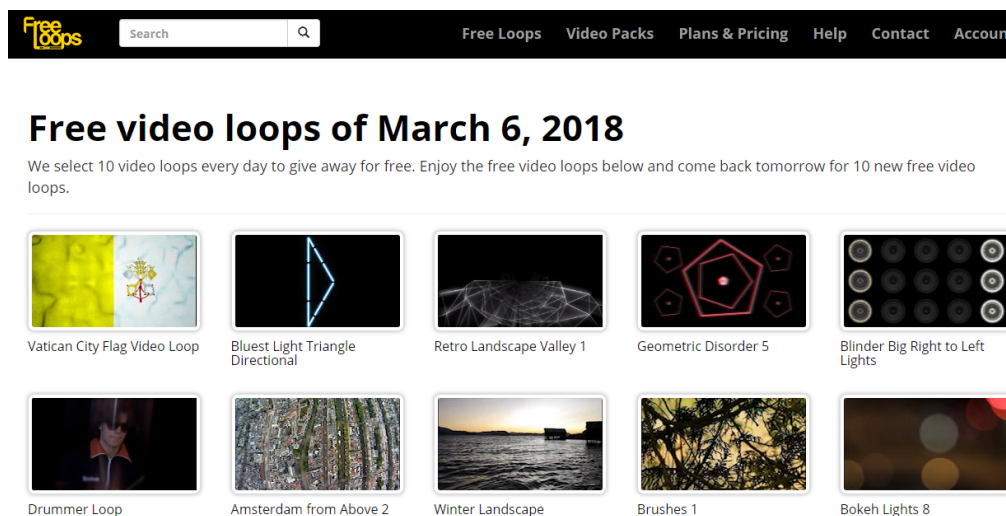 Free Loops
Search
Free Loops Video Packs Plans & Pricing Help Contact Accoun
Free video loops of March 6, 2018
We select 10 video loops every day to give away for free. Enjoy the free video loops below and come back tomorrow for 10 new free video
loops.
Vatican City Flag Video Loop
Bluest Light Triangle
Directional
Retro Landscape Valley 1
Geometric Disorder 5
Blinder Big Right to Left
Lights
Drummer Loop
Amsterdam from Above 2
Winter Landscape
Brushes 1
Bokeh Lights 8